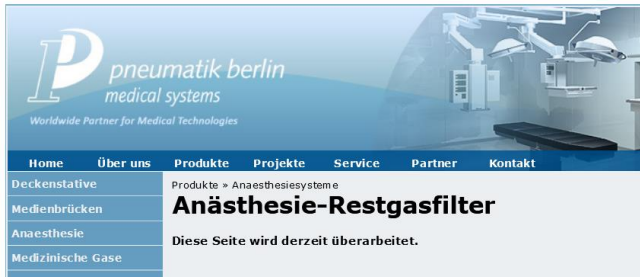 pneumatik berlin
medical systems
Worldwide Partner for Medical Technologies
Home Über uns Produkte Projekte Service Partner Kontakt
Deckenstative
Medienbrücken
Anaesthesie
Medizinische Gase
Produkte » Anaesthesiesysteme
Anästhesie-Restgasfilter
Diese Seite wird derzeit überarbeitet.